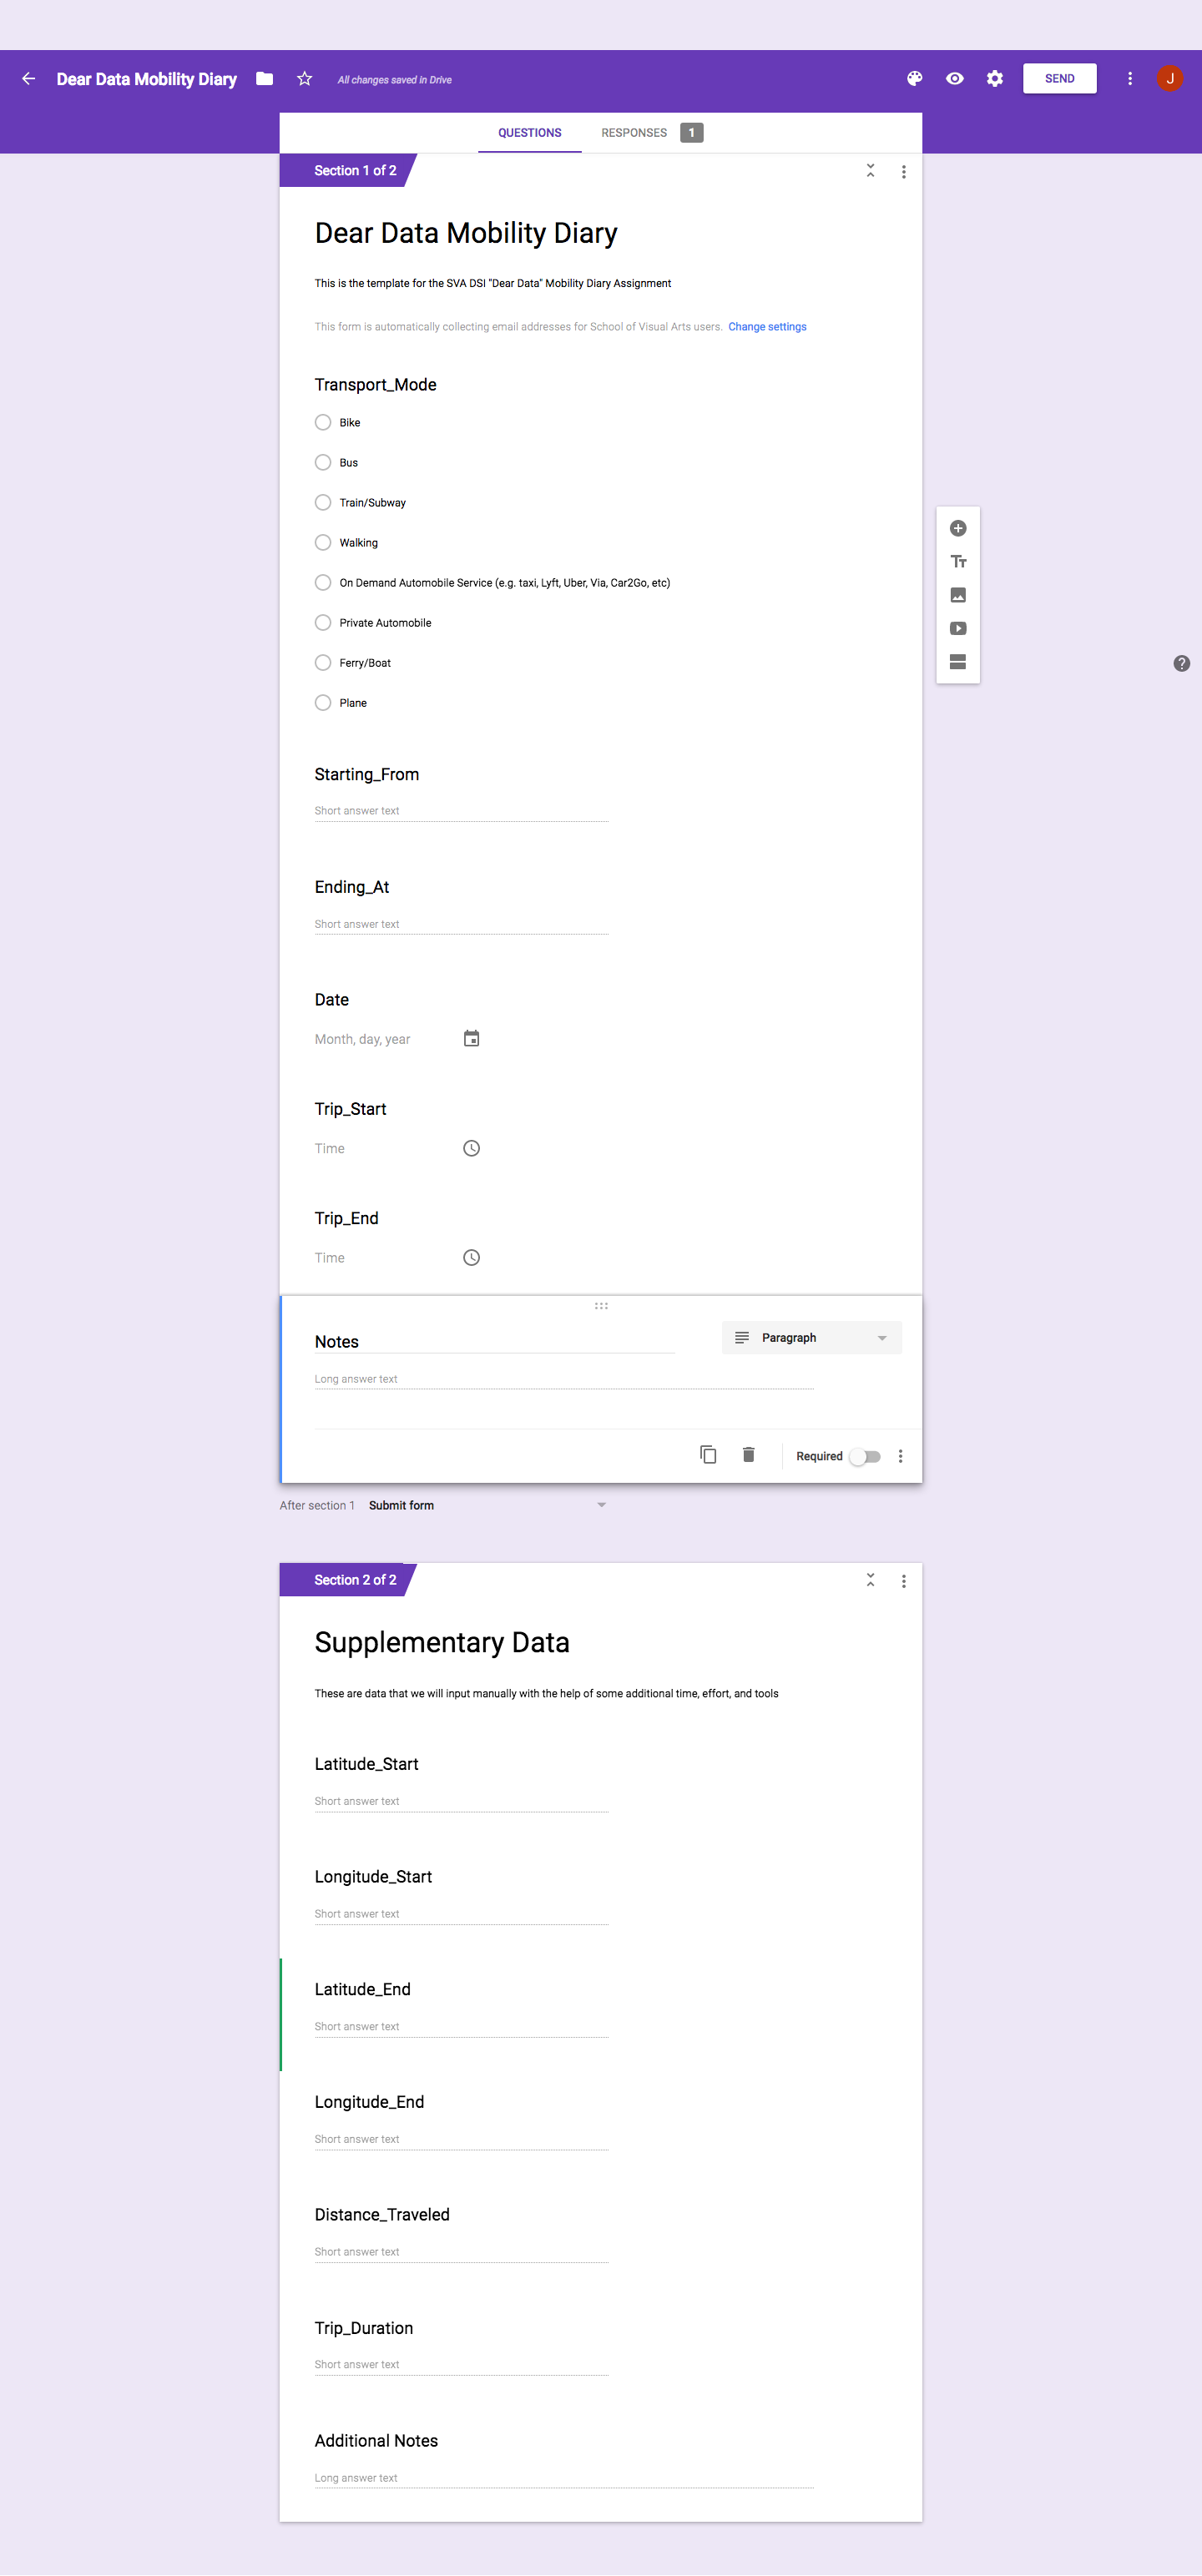 Dear Data Mobility Diary All changes saved in Drive SEND J
QUESTIONS RESPONSES 1
Section 1 of 2
Dear Data Mobility Diary
This is the template for the SVA DSI "Dear Data" Mobility Diary Assignment
This form is automatically collecting email addresses for School of Visual Arts users. Change settings
Transport_Mode
Bike
Bus
Train/Subway
Walking
On Demand Automobile Service (e.g. taxi, Lyft, Uber, Via, Car2Go, etc)
Private Automobile
Ferry/Boat
Plane
Starting_From
Short answer text
Ending_At
Short answer text
Date
Month, day, year
Trip_Start
Time
Trip_End
Time
Notes Paragraph
Long answer text
Required
After section 1 Submit form
Section 2 of 2
Supplementary Data
These are data that we will input manually with the help of some additional time, effort, and tools
Latitude_Start
Short answer text
Longitude_Start
Short answer text
Latitude_End
Short answer text
Longitude_End
Short answer text
Distance_Traveled
Short answer text
Trip_Duration
Short answer text
Additional Notes
Long answer text